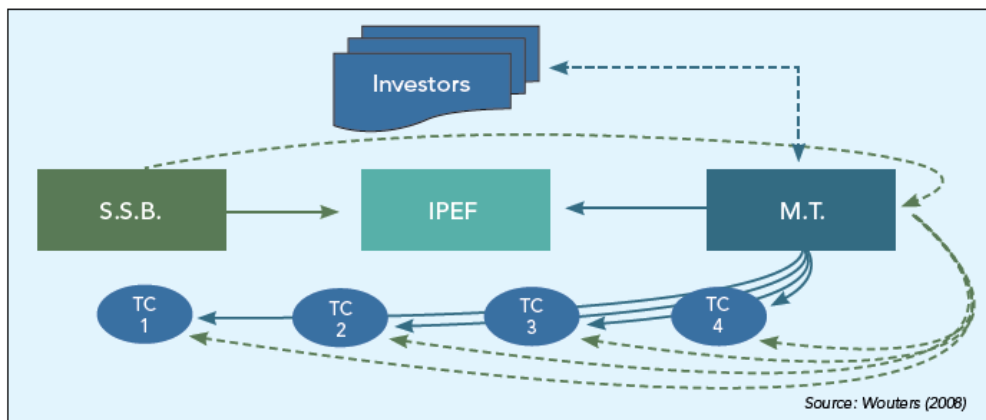 Investors
S.S.B.
IPEF
M.T.
TC
1
TC
2
TC
3
TC
4
Source: Wouters (2008)